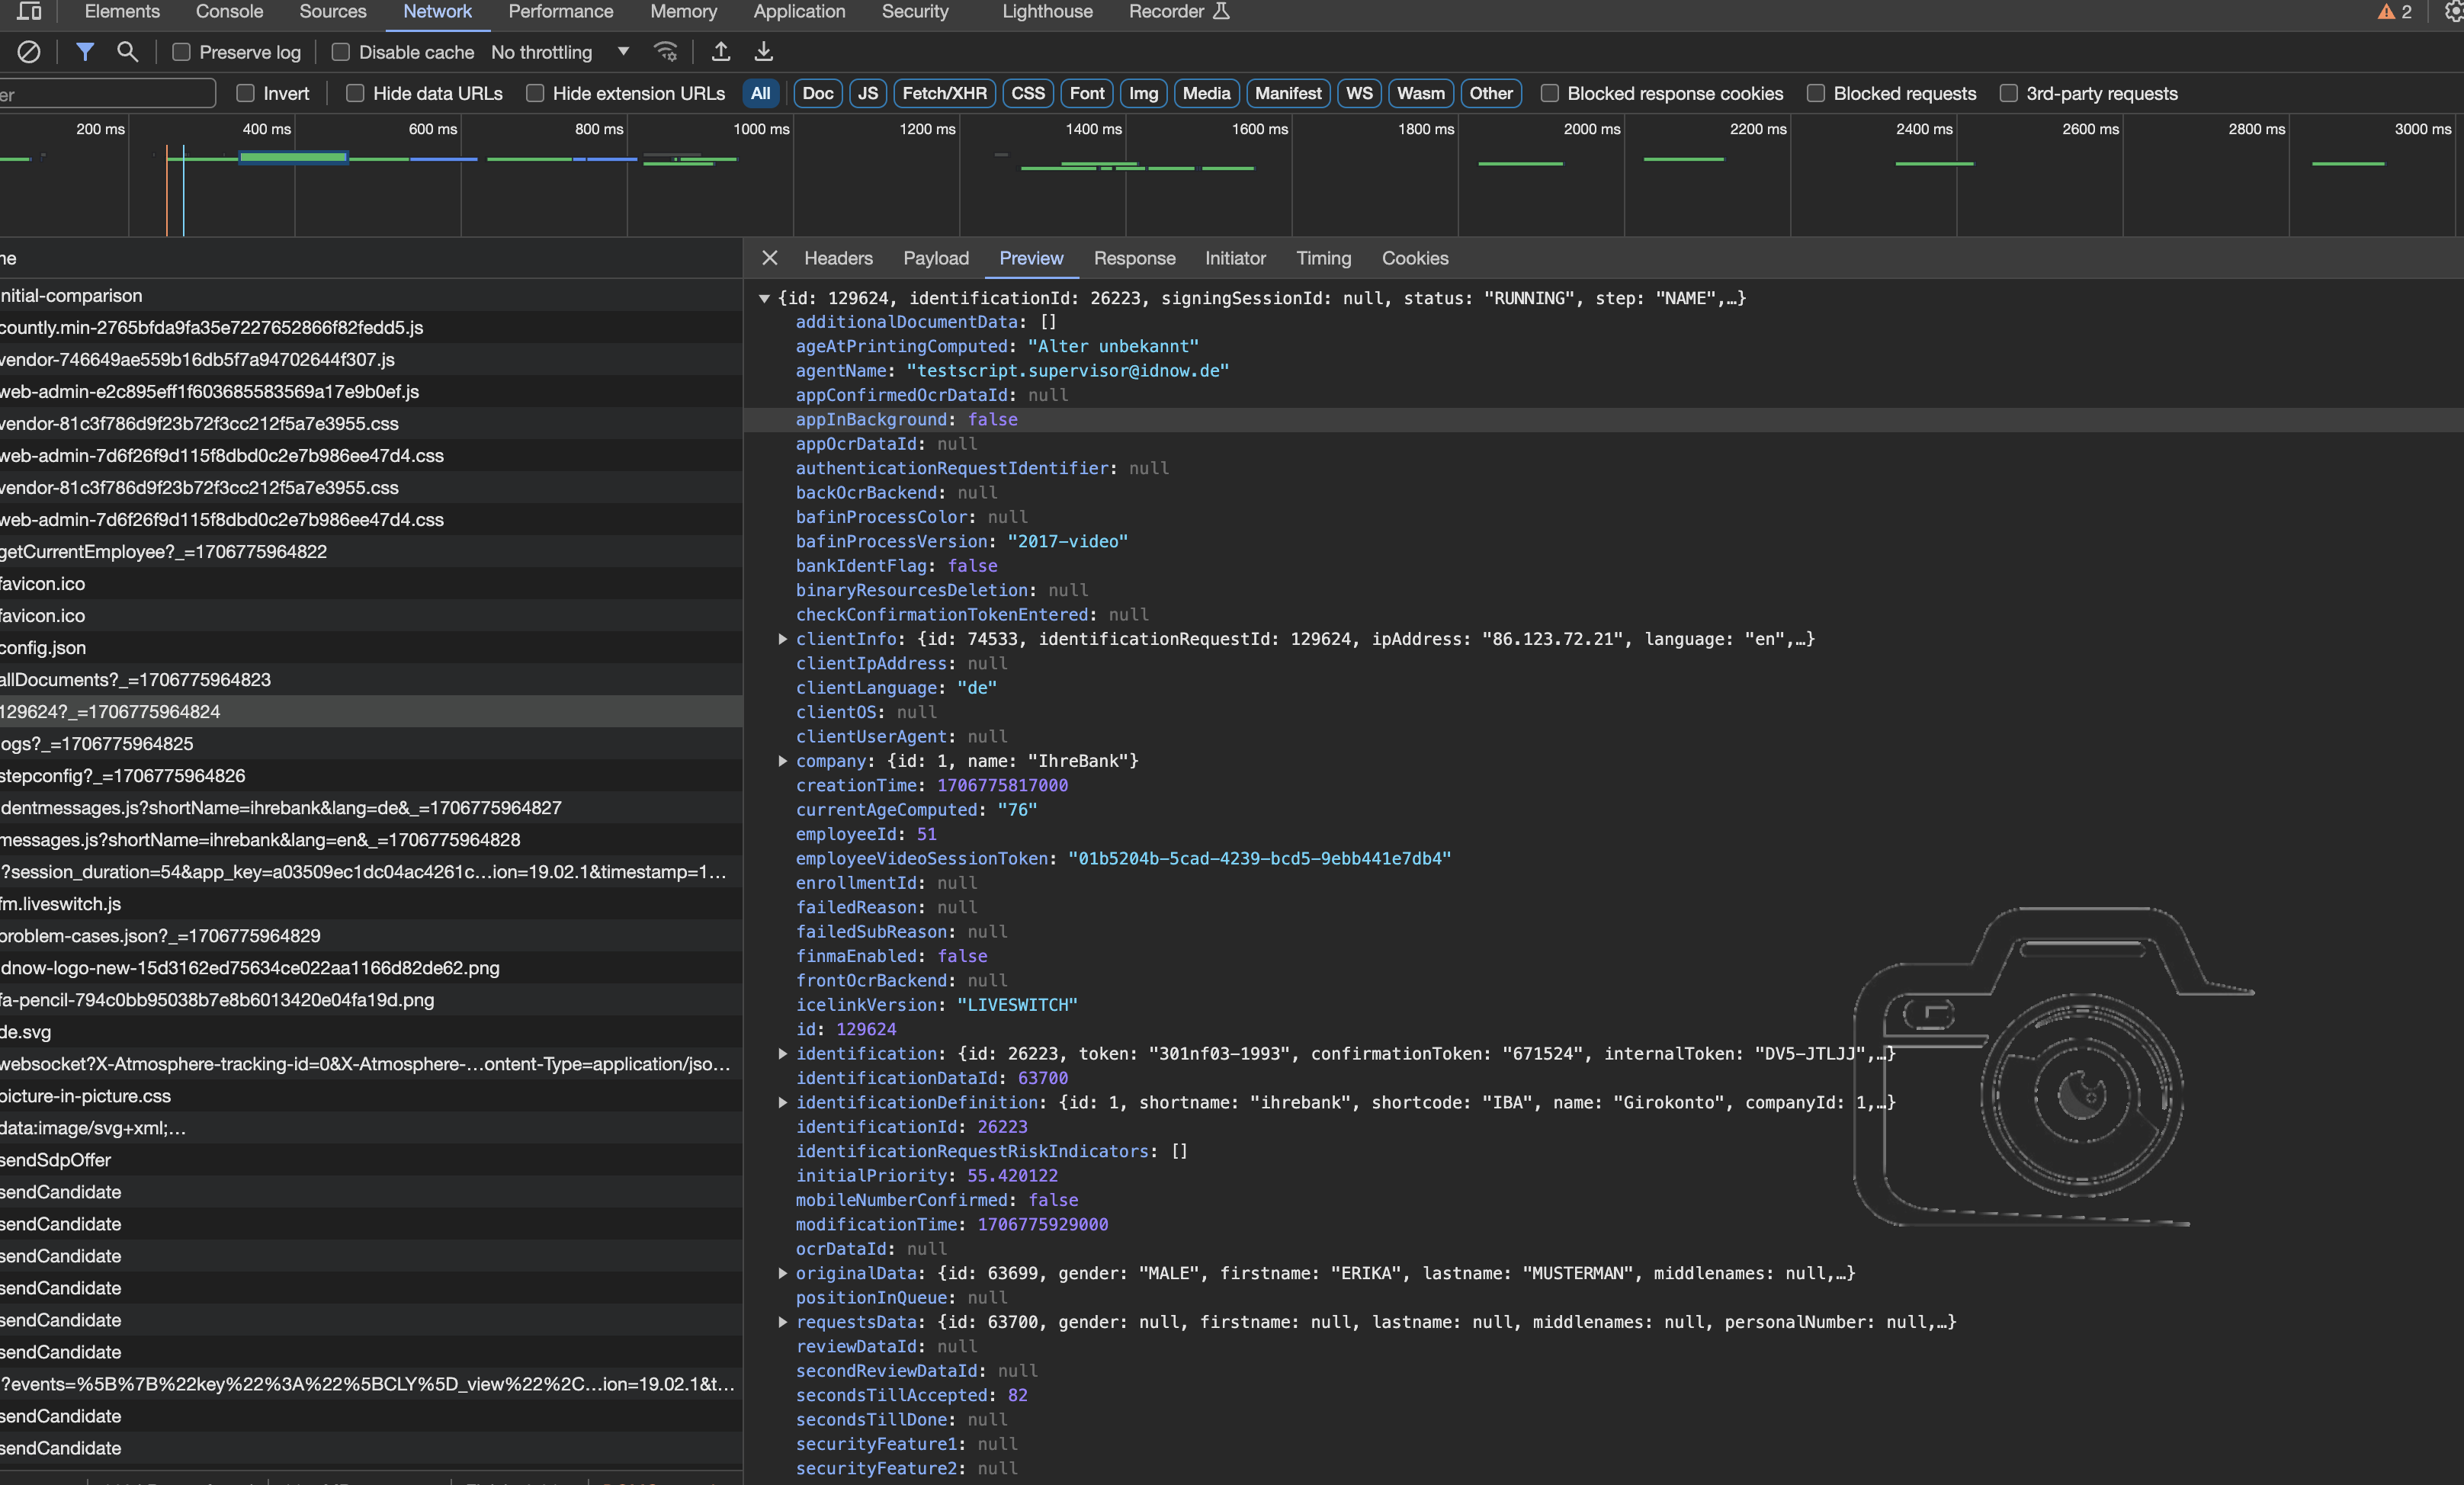 Elements Console Sources Network Performance Memory Application Security Lighthouse Recorder 2
Preserve log Disable cache No throttling
er Invert Hide data URLs Hide extension URLs All Doc JS Fetch/XHR CSS Font Img Media Manifest WS Wasm Other Blocked response cookies Blocked requests 3rd-party requests
200 ms 400 ms 600 ms 800 ms 1000 ms 1200 ms 1400 ms 1600 ms 1800 ms 2000 ms 2200 ms 2400 ms 2600 ms 2800 ms 3000 ms
ne
nitial-comparison
countly.min-2765bfda9fa35e7227652866f82fedd5.js
vendor-746649ae559b16db5f7a94702644f307.js
web-admin-e2c895eff1f603685583569a17e9b0ef.js
vendor-81c3f786d9f23b72f3cc212f5a7e3955.css
web-admin-7d6f26f9d115f8dbd0c2e7b986ee47d4.css
vendor-81c3f786d9f23b72f3cc212f5a7e3955.css
web-admin-7d6f26f9d115f8dbd0c2e7b986ee47d4.css
getCurrentEmployee?_=1706775964822
favicon.ico
favicon.ico
config.json
allDocuments?_=1706775964823
129624?_=1706775964824
ogs?_=1706775964825
stepconfig?_=1706775964826
dentmessages.js?shortName=ihrebank&lang=de&_=1706775964827
messages.js?shortName=ihrebank&lang=en&_=1706775964828
?session_duration=54&app_key=a03509ec1dc04ac4261c…ion=19.02.1&timestamp=1…
fm.liveswitch.js
problem-cases.json?_=1706775964829
dnow-logo-new-15d3162ed75634ce022aa1166d82de62.png
fa-pencil-794c0bb95038b7e8b6013420e04fa19d.png
de.svg
websocket?X-Atmosphere-tracking-id=0&X-Atmosphere-…ontent-Type=application/jso…
picture-in-picture.css
data:image/svg+xml;…
sendSdpOffer
sendCandidate
sendCandidate
sendCandidate
sendCandidate
sendCandidate
sendCandidate
?events=%5B%7B%22key%22%3A%22%5BCLY%5D_view%22%2C…ion=19.02.1&t…
sendCandidate
sendCandidate
Headers Payload Preview Response Initiator Timing Cookies
{id: 129624, identificationId: 26223, signingSessionId: null, status: "RUNNING", step: "NAME",…}
additionalDocumentData: []
ageAtPrintingComputed: "Alter unbekannt"
agentName: "testscript.supervisor@idnow.de"
appConfirmedOcrDataId: null
appInBackground: false
appOcrDataId: null
authenticationRequestIdentifier: null
backOcrBackend: null
bafinProcessColor: null
bafinProcessVersion: "2017-video"
bankIdentFlag: false
binaryResourcesDeletion: null
checkConfirmationTokenEntered: null
clientInfo: {id: 74533, identificationRequestId: 129624, ipAddress: "86.123.72.21", language: "en",…}
clientIpAddress: null
clientLanguage: "de"
clientOS: null
clientUserAgent: null
company: {id: 1, name: "IhreBank"}
creationTime: 1706775817000
currentAgeComputed: "76"
employeeId: 51
employeeVideoSessionToken: "01b5204b-5cad-4239-bcd5-9ebb441e7db4"
enrollmentId: null
failedReason: null
failedSubReason: null
finmaEnabled: false
frontOcrBackend: null
icelinkVersion: "LIVESWITCH"
id: 129624
identification: {id: 26223, token: "301nf03-1993", confirmationToken: "671524", internalToken: "DV5-JTLJJ",…}
identificationDataId: 63700
identificationDefinition: {id: 1, shortname: "ihrebank", shortcode: "IBA", name: "Girokonto", companyId: 1,…}
identificationId: 26223
identificationRequestRiskIndicators: []
initialPriority: 55.420122
mobileNumberConfirmed: false
modificationTime: 1706775929000
ocrDataId: null
originalData: {id: 63699, gender: "MALE", firstname: "ERIKA", lastname: "MUSTERMAN", middlenames: null,…}
positionInQueue: null
requestsData: {id: 63700, gender: null, firstname: null, lastname: null, middlenames: null, personalNumber: null,…}
reviewDataId: null
secondReviewDataId: null
secondsTillAccepted: 82
secondsTillDone: null
securityFeature1: null
securityFeature2: null